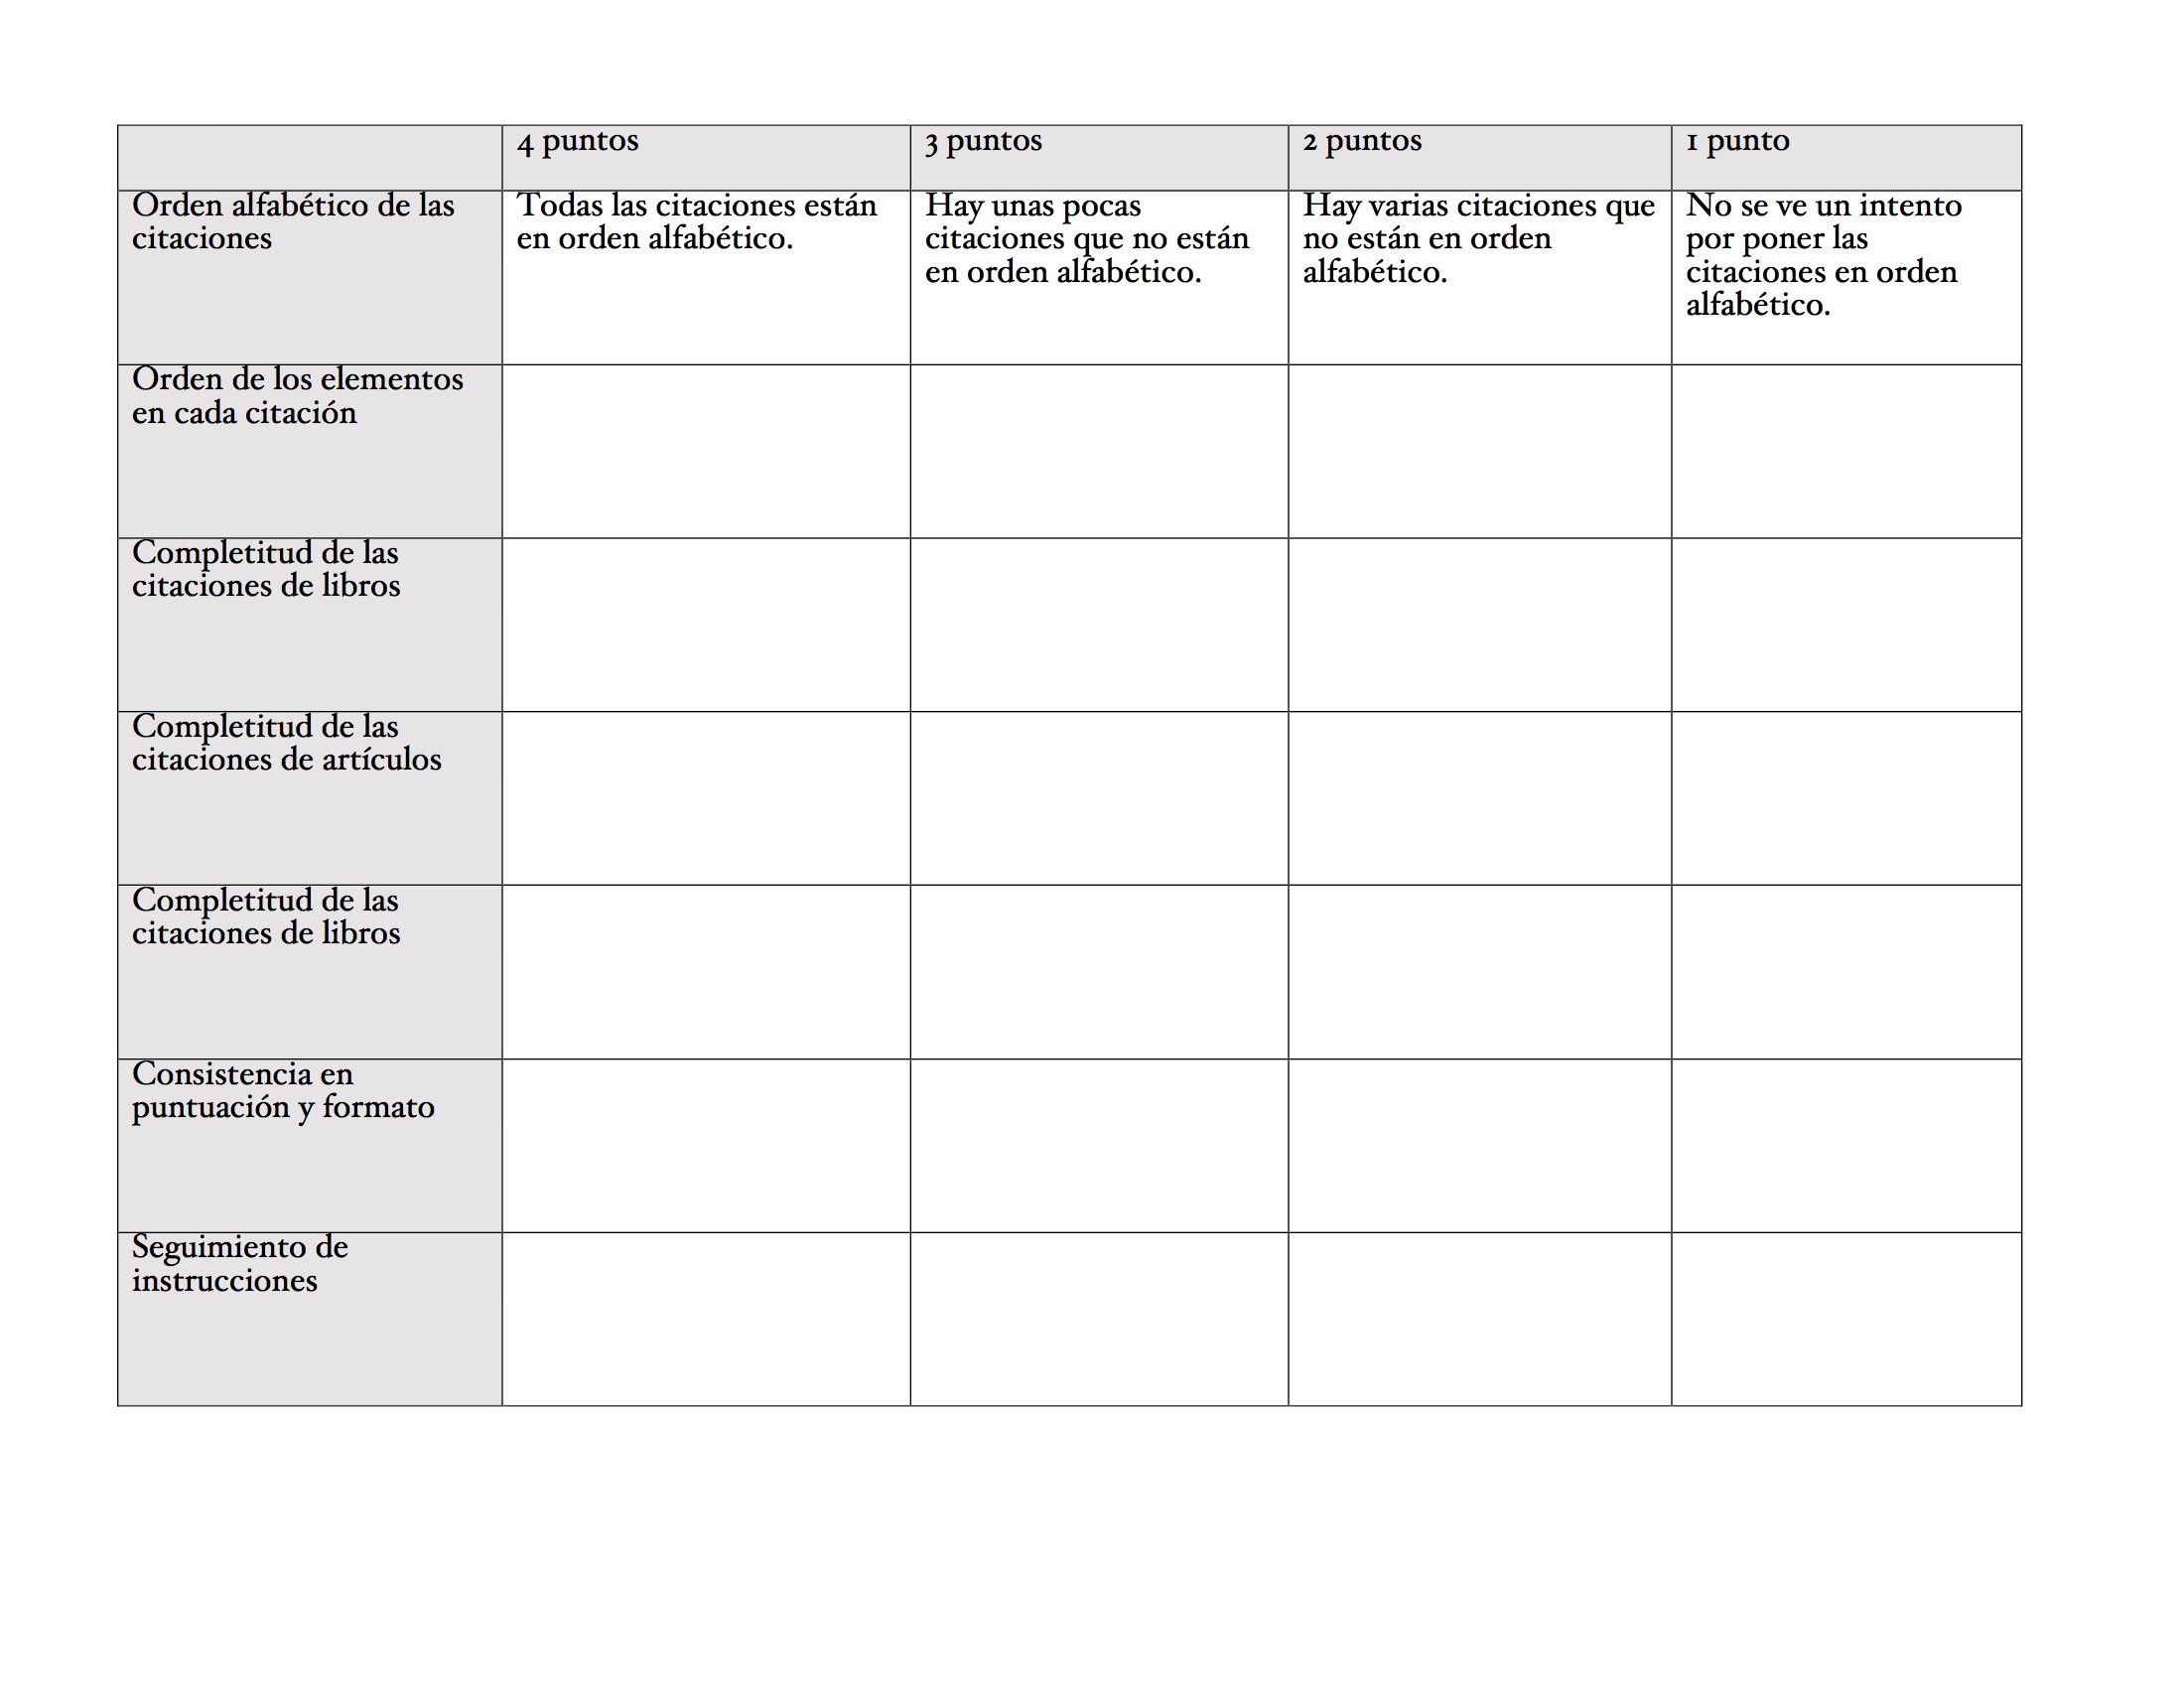 4 puntos
3 puntos
2 puntos
1 punto
Orden alfabético de las
citaciones
Todas las citaciones están
en orden alfabético.
Hay unas pocas
citaciones que no están
en orden alfabético.
Hay varias citaciones que
no están en orden
alfabético.
No se ve un intento
por poner las
citaciones en orden
alfabético.
Orden de los elementos
en cada citación
Completitud de las
citaciones de libros
Completitud de las
citaciones de artículos
Completitud de las
citaciones de libros
Consistencia en
puntuación y formato
Seguimiento de
instrucciones